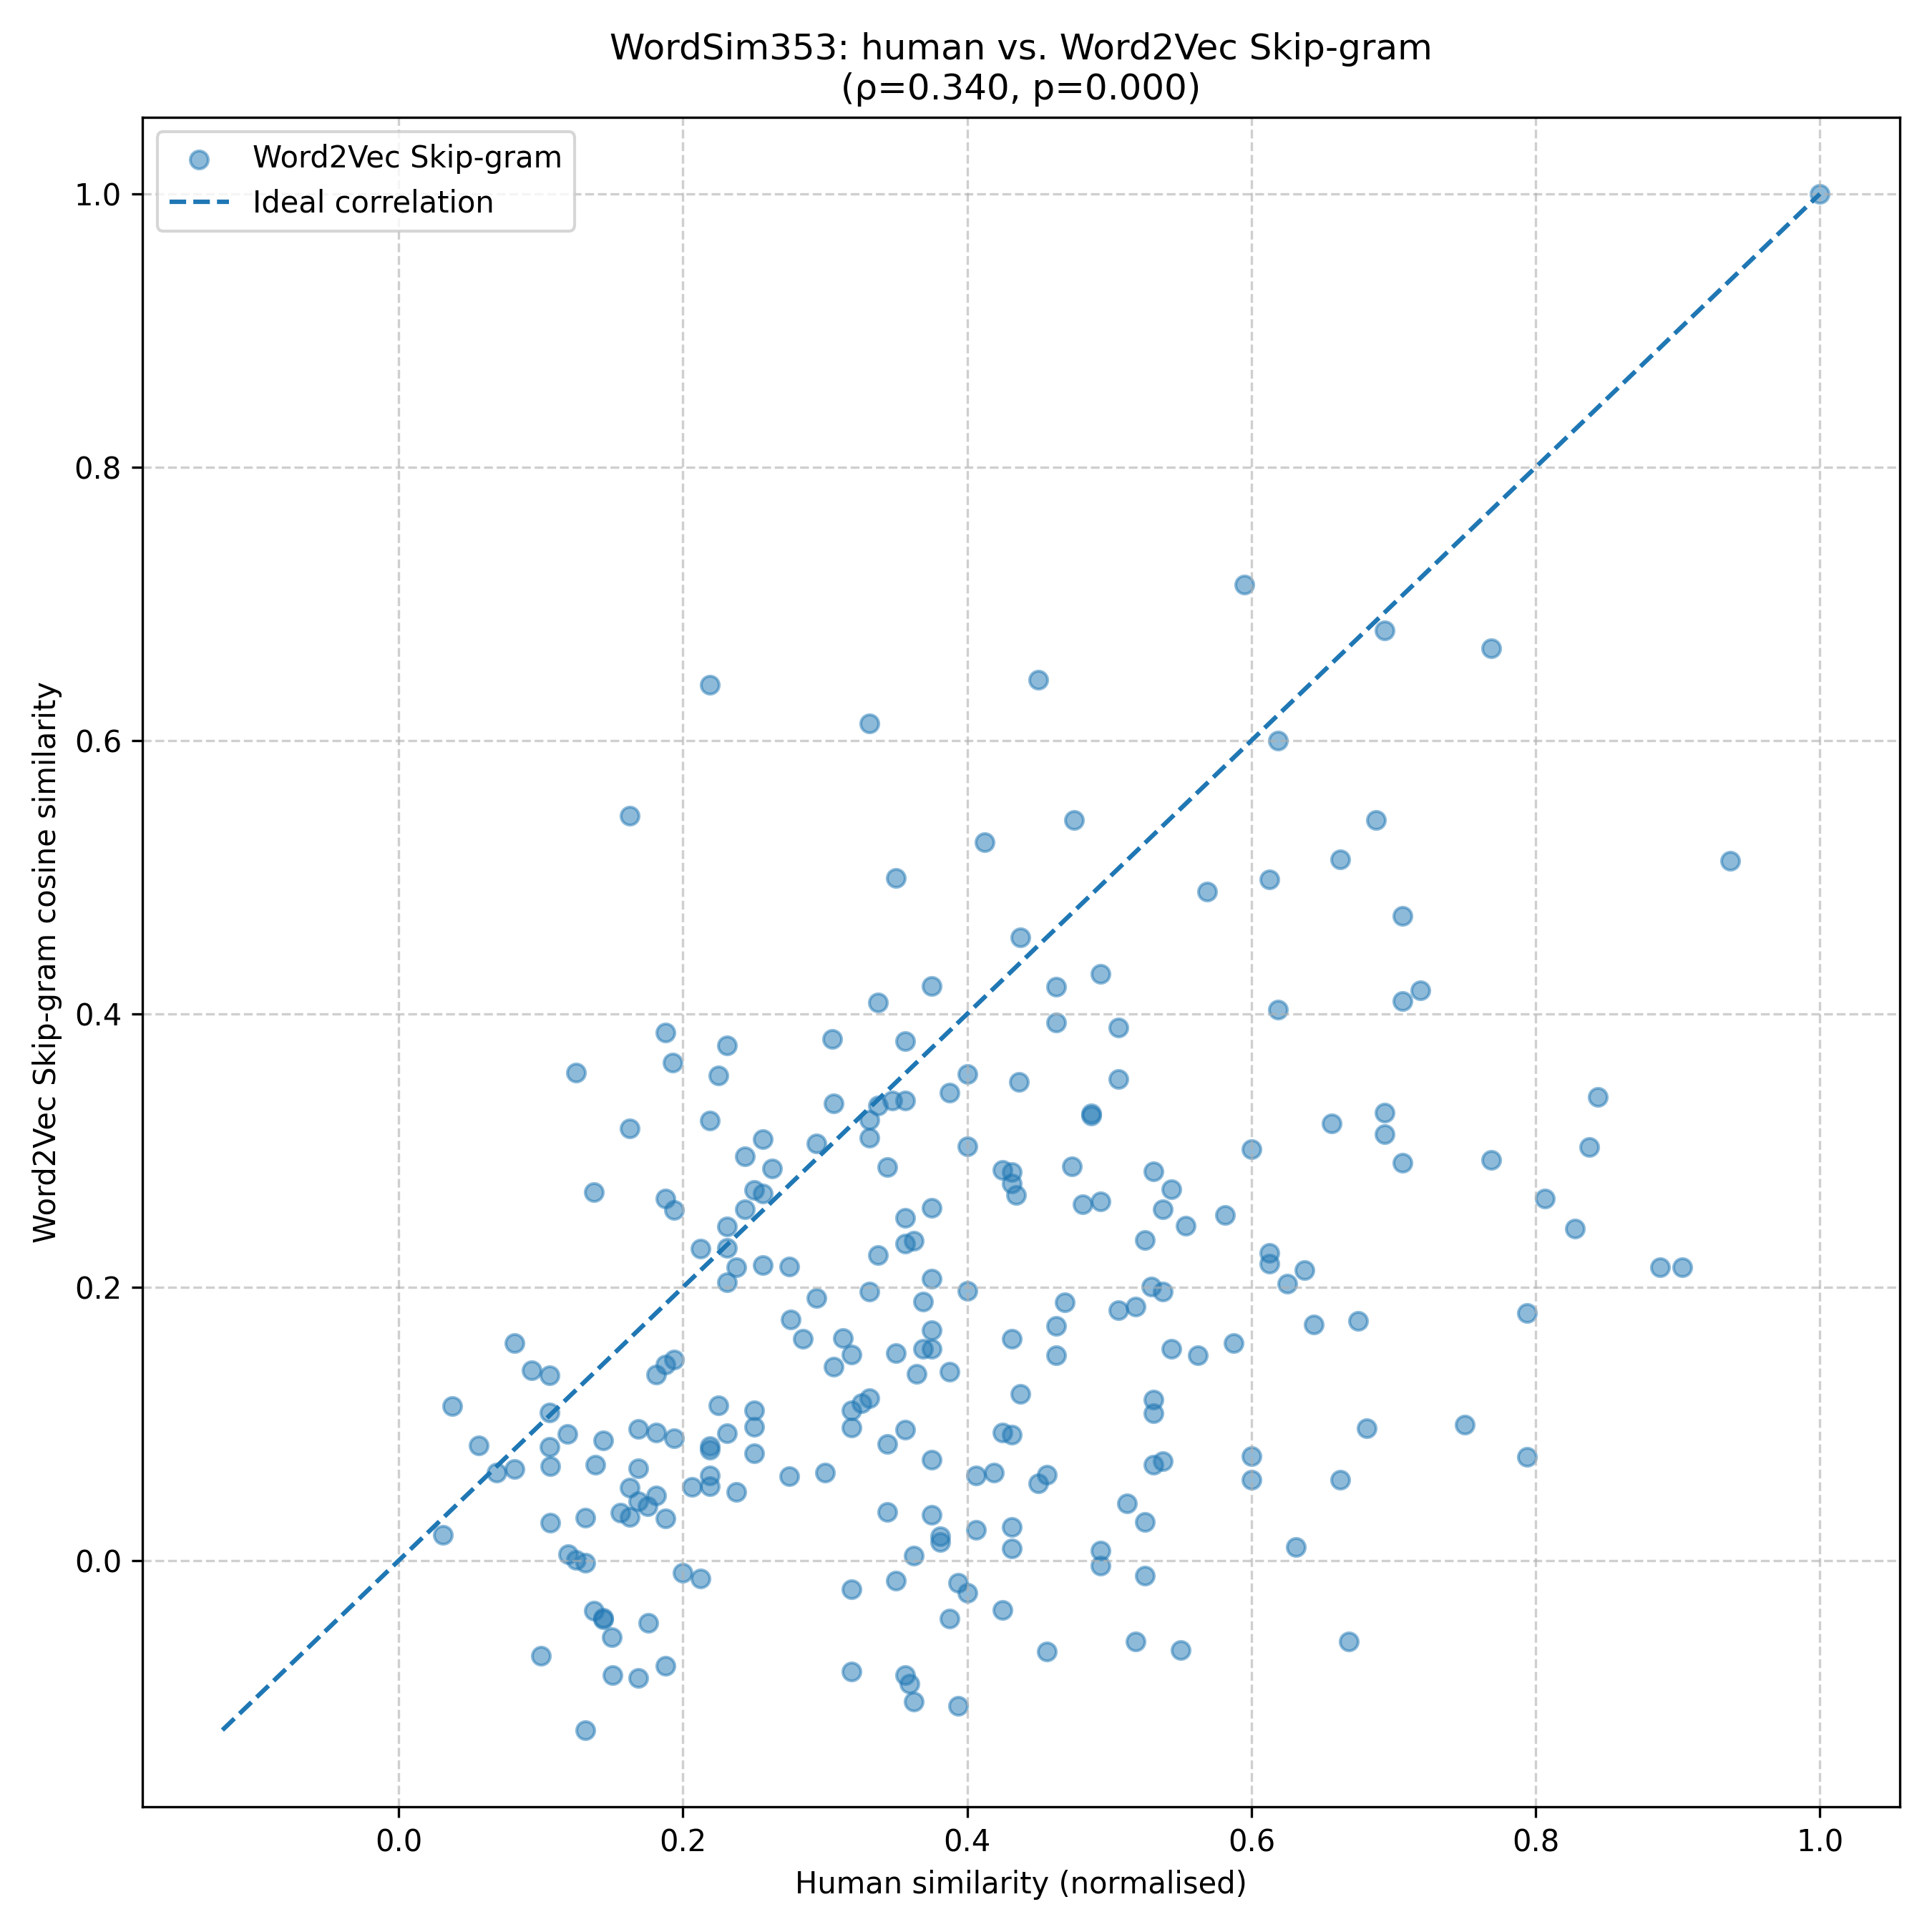 WordSim353: human vs. Word2Vec Skip-gram
(ρ=0.340, p=0.000)
Word2Vec Skip-gram
Ideal correlation
Word2Vec Skip-gram cosine similarity
1.0
0.8
0.6
0.4
0.2
0.0
0.0 0.2 0.4 0.6 0.8 1.0
Human similarity (normalised)